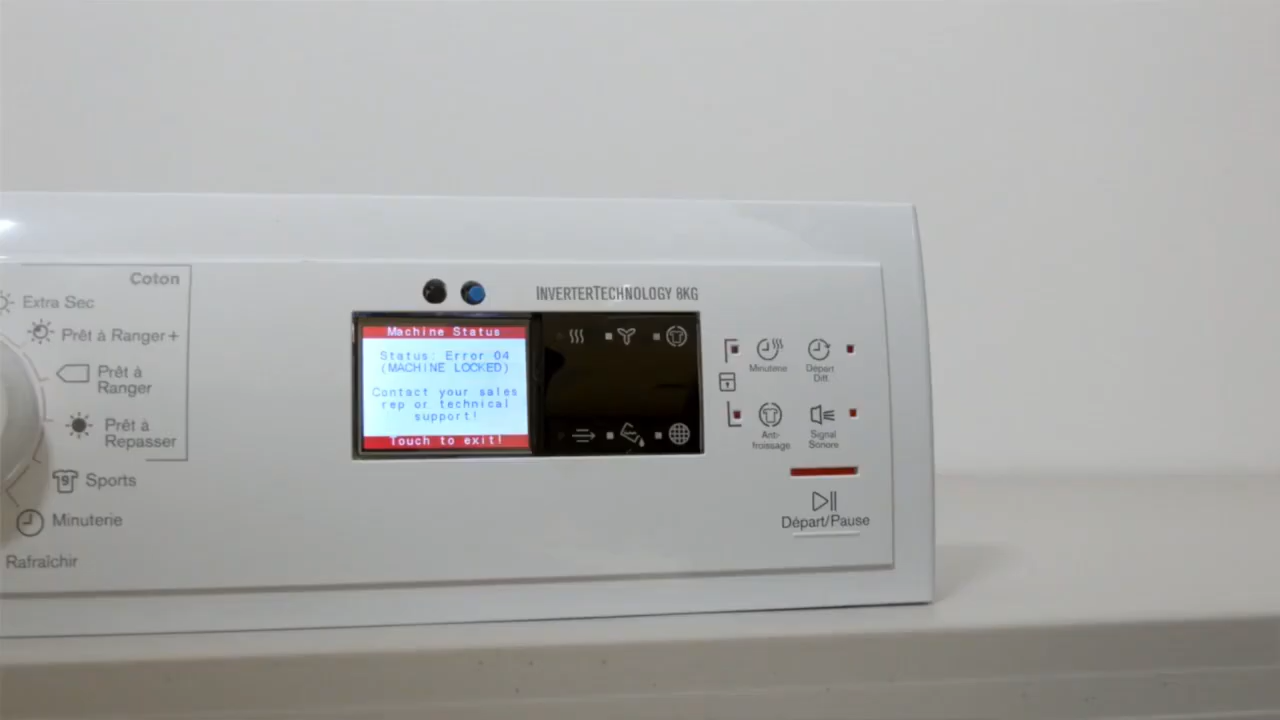 Coton
Extra Sec
Prêt à Ranger+
Prêt à
Ranger
Prêt à
Repasser
9
Sports
Minuterie
Rafraîchir
INVERTERTECHNOLOGY 8KG
Machine Status
Status: Error 04
(MACHINE LOCKED)
Contact your sales
rep or technical
support!
Touch to exit!
Minuterie
Départ
Diff.
Anti-
froissage
Signal
Sonore
Départ/Pause